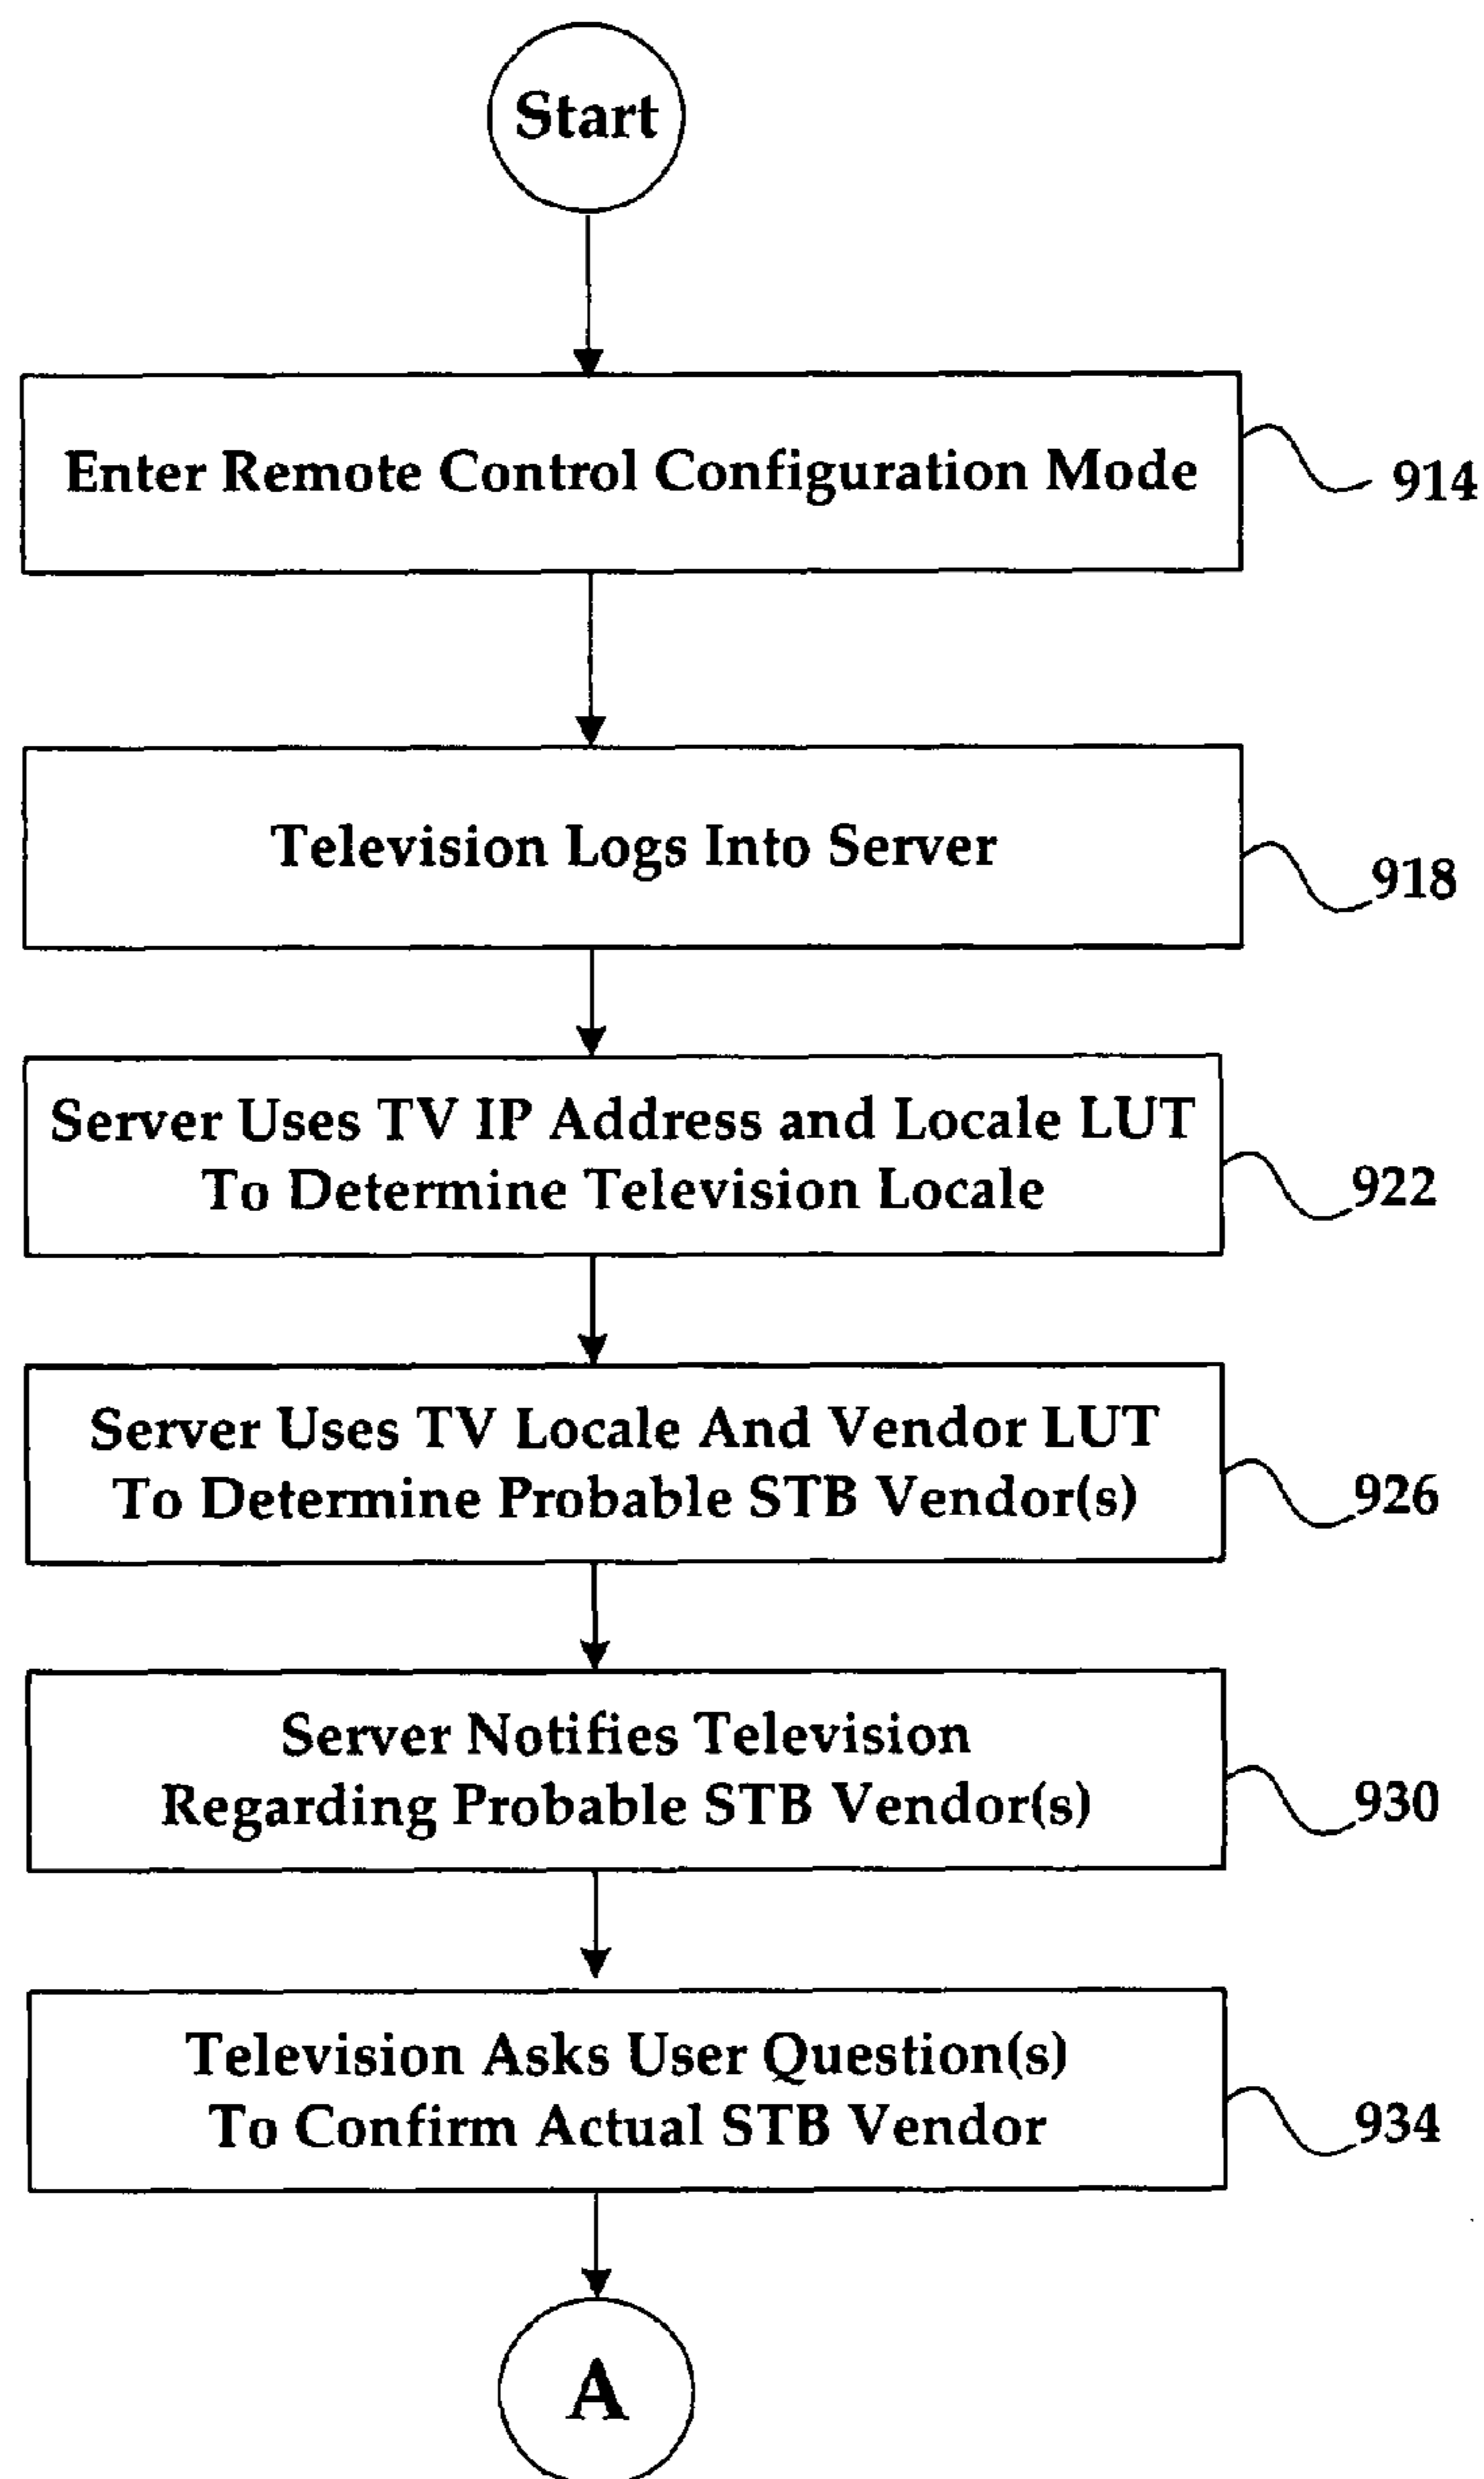 Start
Enter Remote Control Configuration Mode
914
Television Logs Into Server
918
Server Uses TV IP Address and Locale LUT
To Determine Television Locale
922
Server Uses TV Locale And Vendor LUT
To Determine Probable STB Vendor(s)
926
Server Notifies Television
Regarding Probable STB Vendor(s)
930
Television Asks User Question(s)
To Confirm Actual STB Vendor
934
A